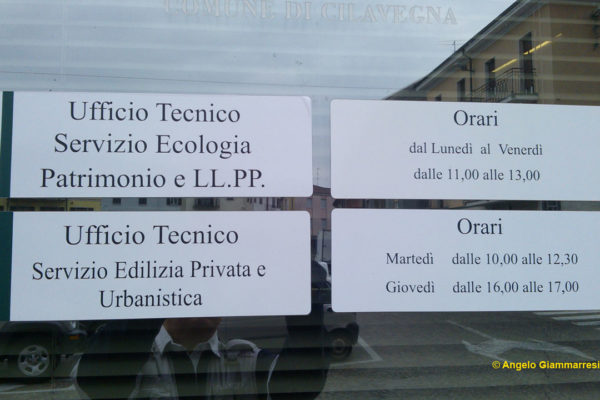 COMUNE DI CILAVEGNA
Ufficio Tecnico
Servizio Ecologia
Patrimonio e LL.PP.
Orari
dal Lunedì al Venerdì
dalle 11,00 alle 13,00
Ufficio Tecnico
Servizio Edilizia Privata e
Urbanistica
Orari
Martedì dalle 10,00 alle 12,30
Giovedì dalle 16,00 alle 17,00
© Angelo Giammarresi